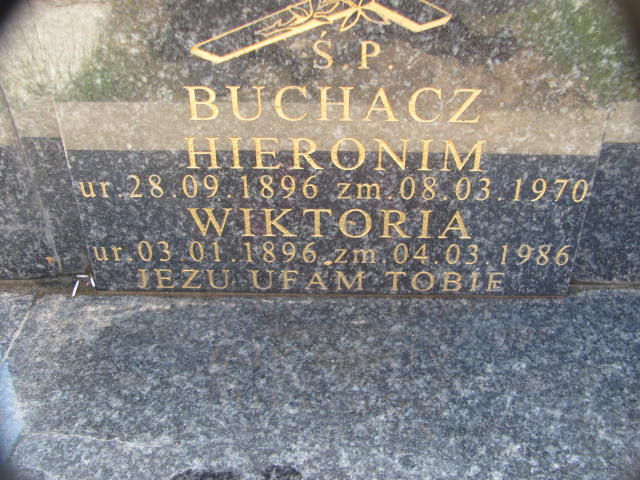 Ś.P.
BUCHACZ
HIERONIM
ur.28.09.1896 zm.08.03.1970
WIKTORIA
ur.03.01.1896 zm.04.03.1986
JEZU UFAM TOBIE